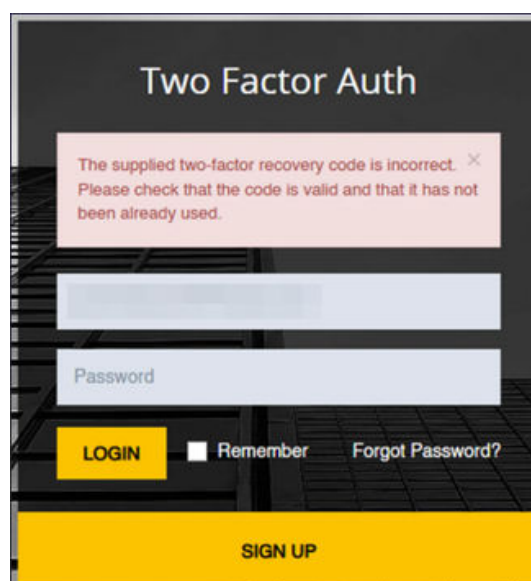 Two Factor Auth
The supplied two-factor recovery code is incorrect. ×
Please check that the code is valid and that it has not
been already used.
Password
LOGIN Remember Forgot Password?
SIGN UP